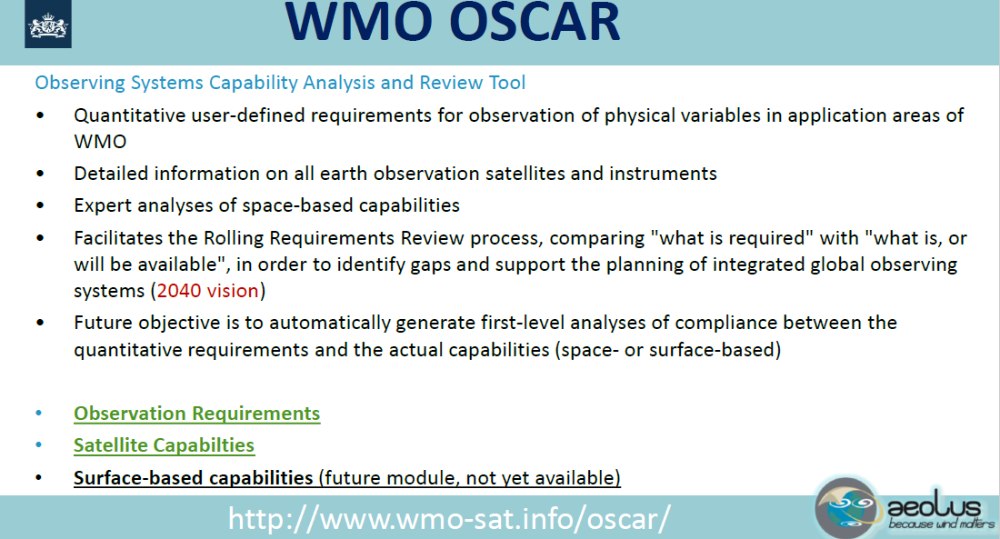 WMO OSCAR
Observing Systems Capability Analysis and Review Tool
• Quantitative user-defined requirements for observation of physical variables in application areas of
WMO
• Detailed information on all earth observation satellites and instruments
• Expert analyses of space-based capabilities
• Facilitates the Rolling Requirements Review process, comparing "what is required" with "what is, or
will be available", in order to identify gaps and support the planning of integrated global observing
systems (2040 vision)
• Future objective is to automatically generate first-level analyses of compliance between the
quantitative requirements and the actual capabilities (space- or surface-based)
• Observation Requirements
• Satellite Capabilties
• Surface-based capabilities (future module, not yet available)
http://www.wmo-sat.info/oscar/
aeolus
because wind matters